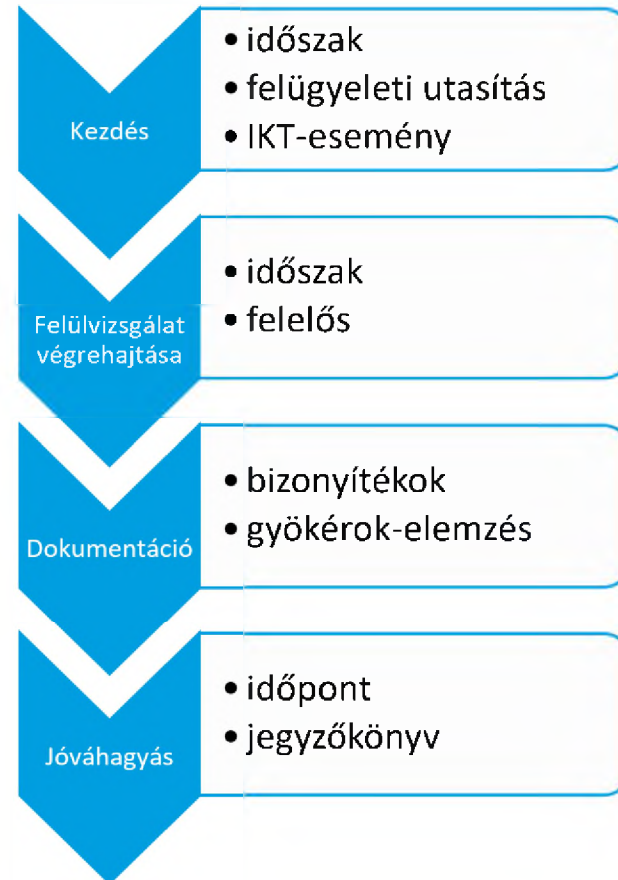 Kezdés
• időszak
• felügyeleti utasítás
• IKT-esemény
Felülvizsgálat
végrehajtása
• időszak
• felelős
Dokumentáció
• bizonyítékok
• gyökérok-elemzés
Jóváhagyás
• időpont
• jegyzőkönyv